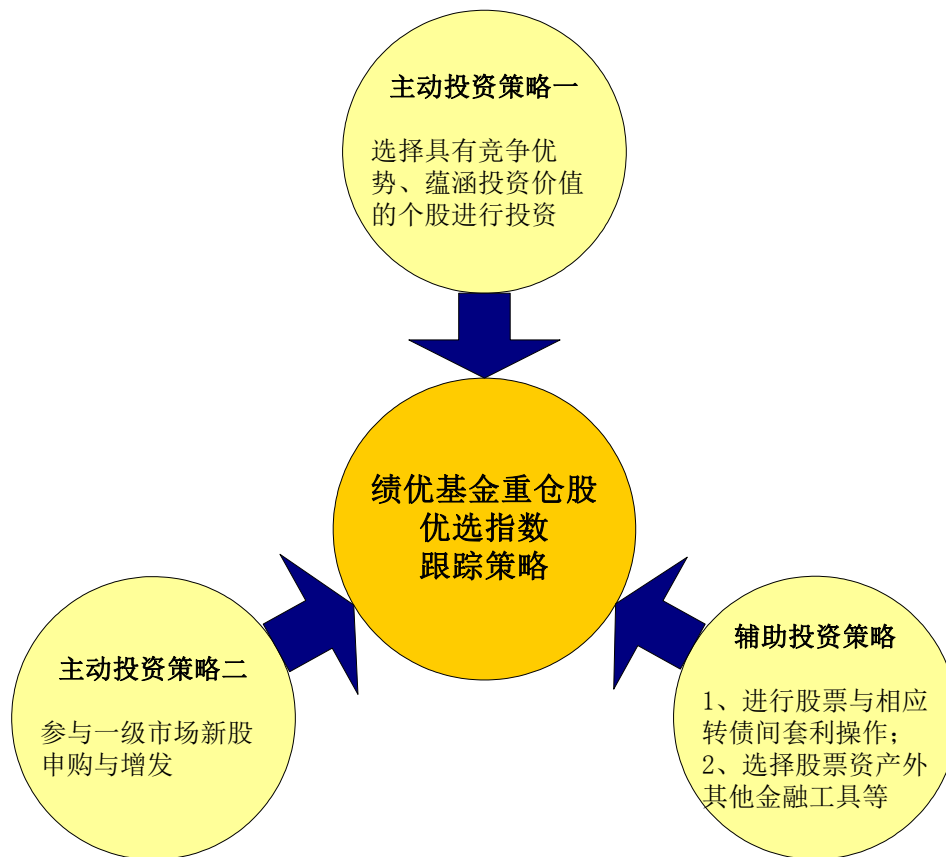 主动投资策略一
选择具有竞争优
势、蕴涵投资价值
的个股进行投资
绩优基金重仓股
优选指数
跟踪策略
主动投资策略二
参与一级市场新股
申购与增发
辅助投资策略
1、进行股票与相应
转债间套利操作；
2、选择股票资产外
其他金融工具等